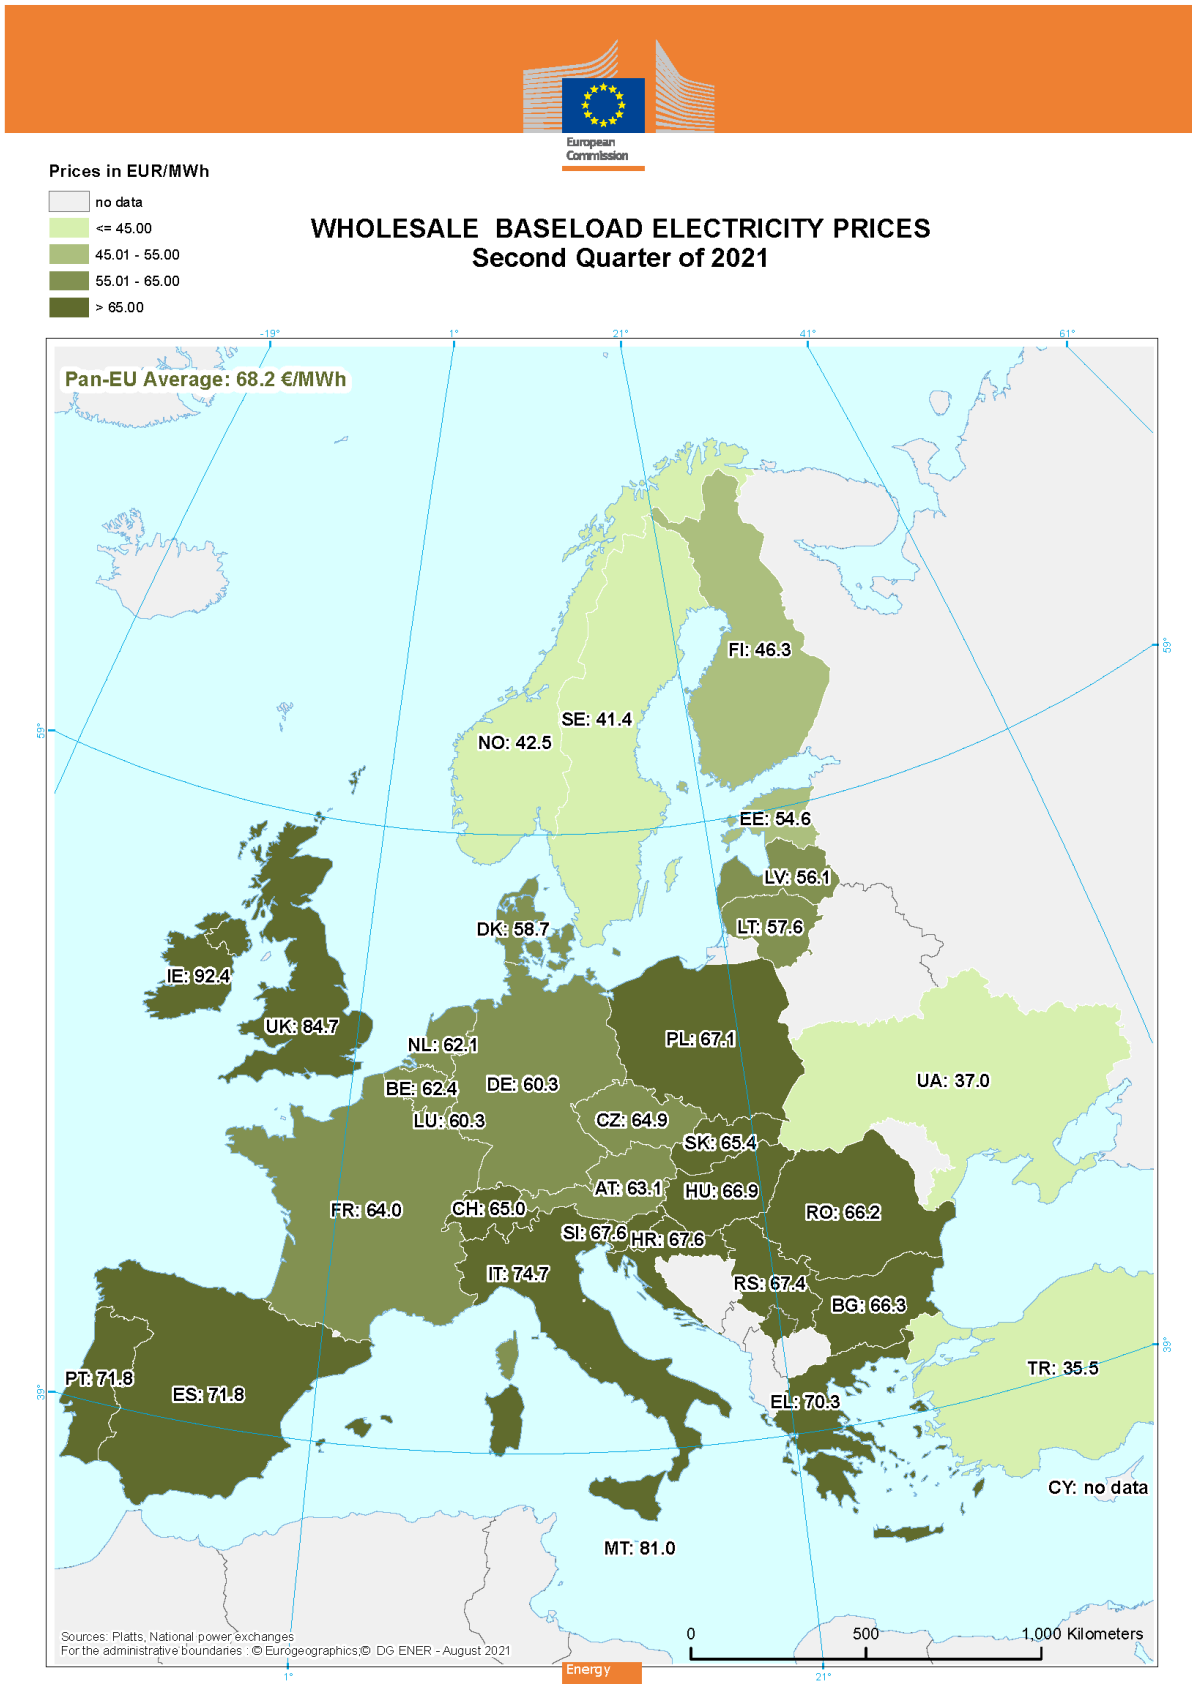 European
Commission
Prices in EUR/MWh
no data
<= 45.00
45.01 - 55.00
55.01 - 65.00
> 65.00
WHOLESALE BASELOAD ELECTRICITY PRICES
Second Quarter of 2021
-19°
1°
21°
41°
61°
Pan-EU Average: 68.2 €/MWh
59°
59°
FI: 46.3
SE: 41.4
NO: 42.5
EE: 54.6
LV: 56.1
LT: 57.6
DK: 58.7
IE: 92.4
UK: 84.7
NL: 62.1
PL: 67.1
BE: 62.4
DE: 60.3
UA: 37.0
LU: 60.3
CZ: 64.9
SK: 65.4
AT: 63.1
HU: 66.9
FR: 64.0
CH: 65.0
RO: 66.2
SI: 67.6
HR: 67.6
IT: 74.7
RS: 67.4
BG: 66.3
39°
39°
PT: 71.8
ES: 71.8
TR: 35.5
EL: 70.3
CY: no data
MT: 81.0
Sources: Platts, National power exchanges
For the administrative boundaries : © Eurogeographics;© DG ENER - August 2021
0
500
1,000 Kilometers
1°
21°
Energy